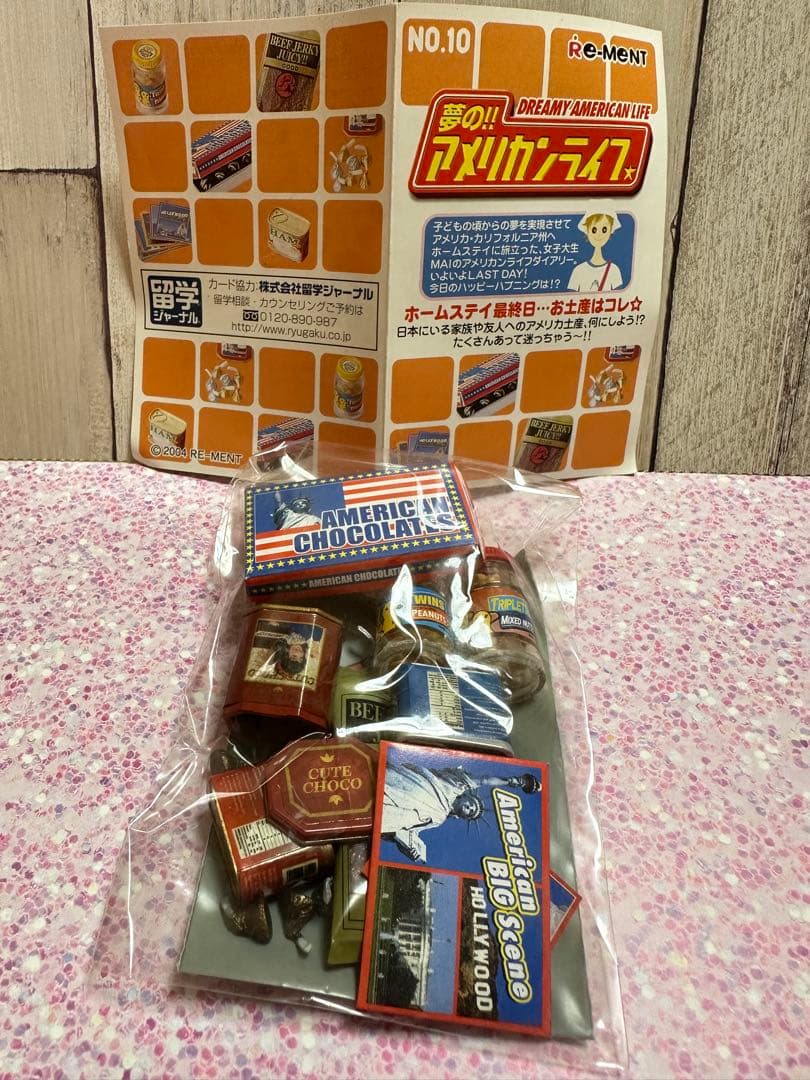 BEEF JERKY
JUICY!!
GOOD
HAM
留学
ジャーナル
カード協力:株式会社留学ジャーナル
留学相談・カウンセリングご予約は
0120-890-987
http://www.ryugaku.co.jp
HAM
© 2004 RE-MENT
NO.10
RE-MENT
DREAMY AMERICAN LIFE
夢の!!
アメリカンライフ
子どもの頃からの夢を実現させて
アメリカ・カリフォルニア州へ
ホームステイに旅立った、女子大生
MAIのアメリカンライフダイアリー。
いよいよLAST DAY!
今日のハッピーハプニングは!?
ホームステイ最終日…お土産はコレ☆
日本にいる家族や友人へのアメリカ土産、何にしよう!?
たくさんあって迷っちゃう〜!!
BEEF JERKY
JUICY!!
AMERICAN
CHOCOLATES
AMERICAN CHOCOLATES
TWINS
PEANUTS
TRIPLET
MIXED NUTS
CUTE CHOCO
BEE
CUTE
CHOCO
American
BIG Scene
HOLLYWOOD